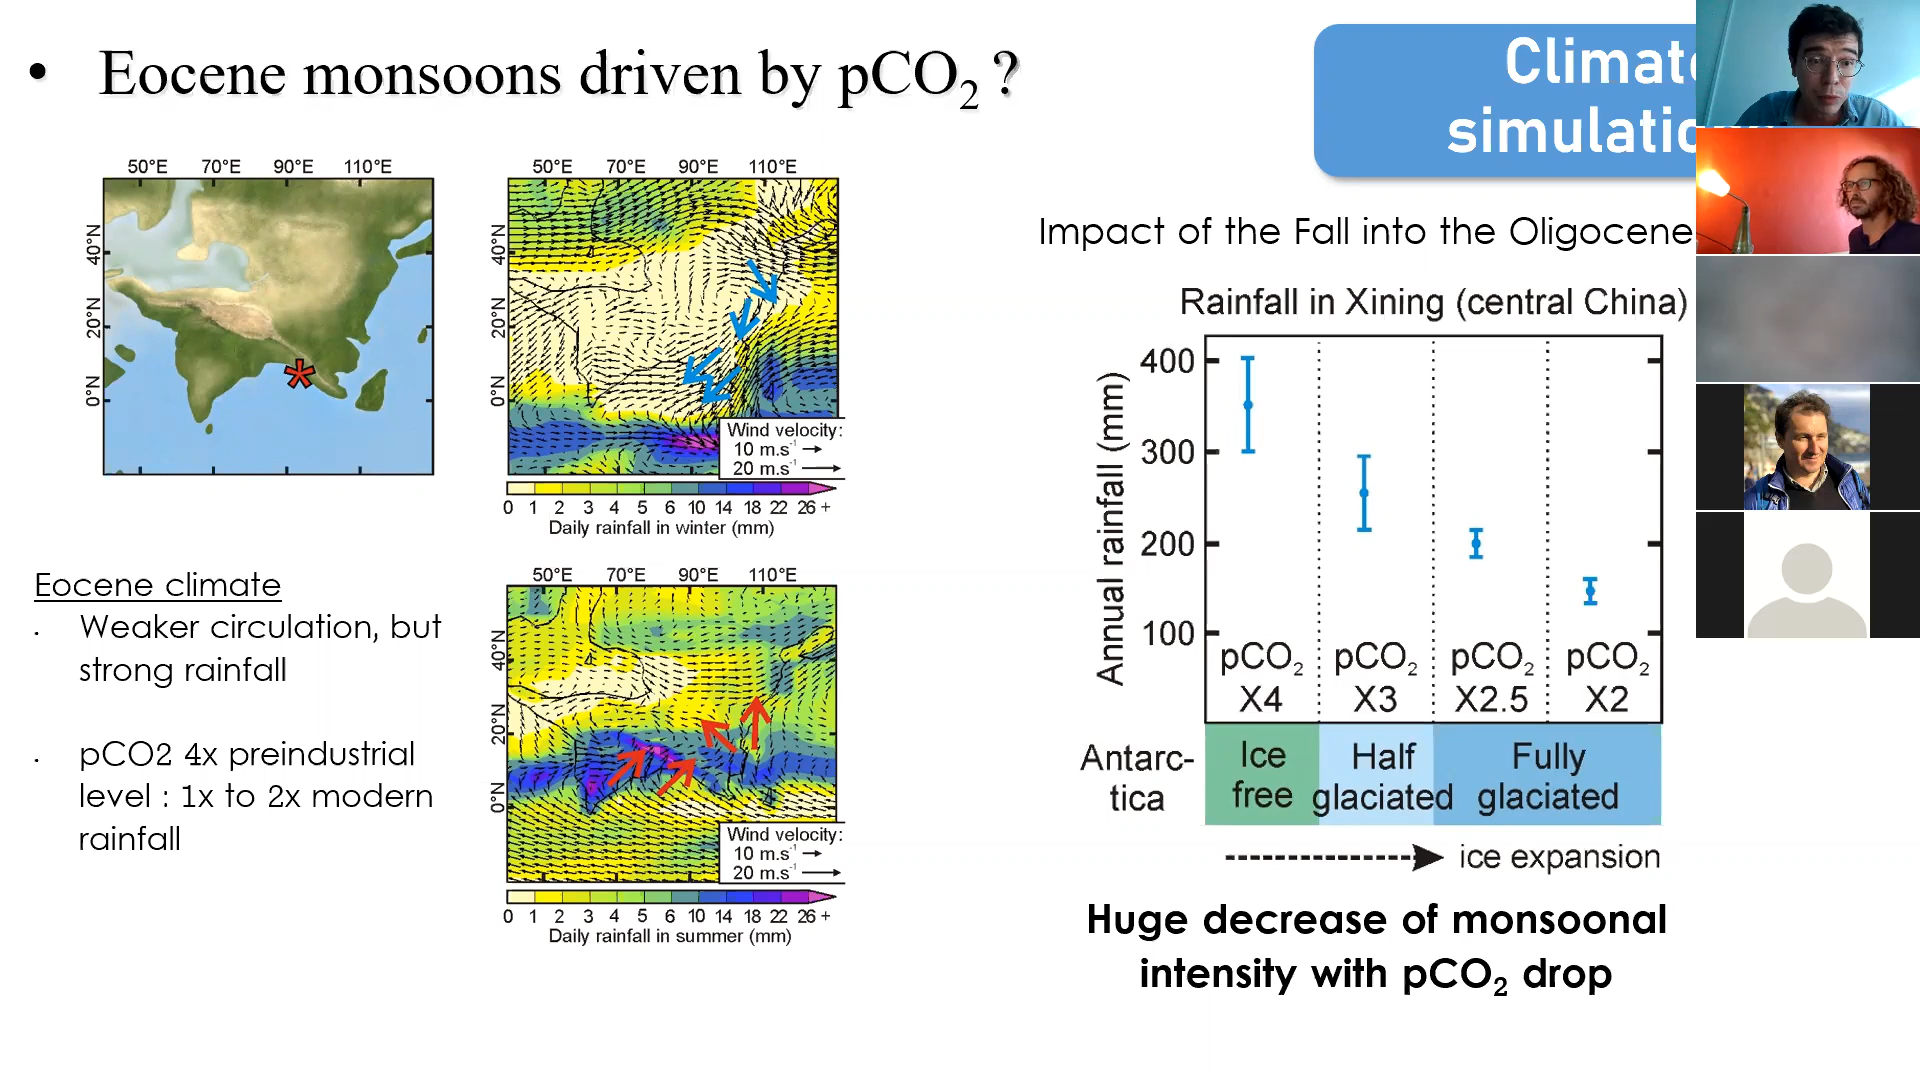 • Eocene monsoons driven by pCO₂ ?
Climat
simulatio
50°E 70°E 90°E 110°E
40°N
20°N
0°N
50°E 70°E 90°E 110°E
40°N
20°N
0°N
Wind velocity:
10 m.s⁻¹
20 m.s⁻¹
0 1 2 3 4 5 6 10 14 18 22 26 +
Daily rainfall in winter (mm)
Eocene climate
• Weaker circulation, but
strong rainfall
• pCO2 4x preindustrial
level : 1x to 2x modern
rainfall
50°E 70°E 90°E 110°E
40°N
20°N
0°N
Wind velocity:
10 m.s⁻¹
20 m.s⁻¹
0 1 2 3 4 5 6 10 14 18 22 26 +
Daily rainfall in summer (mm)
Impact of the Fall into the Oligocene
Rainfall in Xining (central China)
Annual rainfall (mm)
400
300
200
100
pCO₂ pCO₂ pCO₂ pCO₂
X4 X3 X2.5 X2
Antarc-
tica
Ice
free
Half
glaciated
Fully
glaciated
ice expansion
Huge decrease of monsoonal
intensity with pCO₂ drop